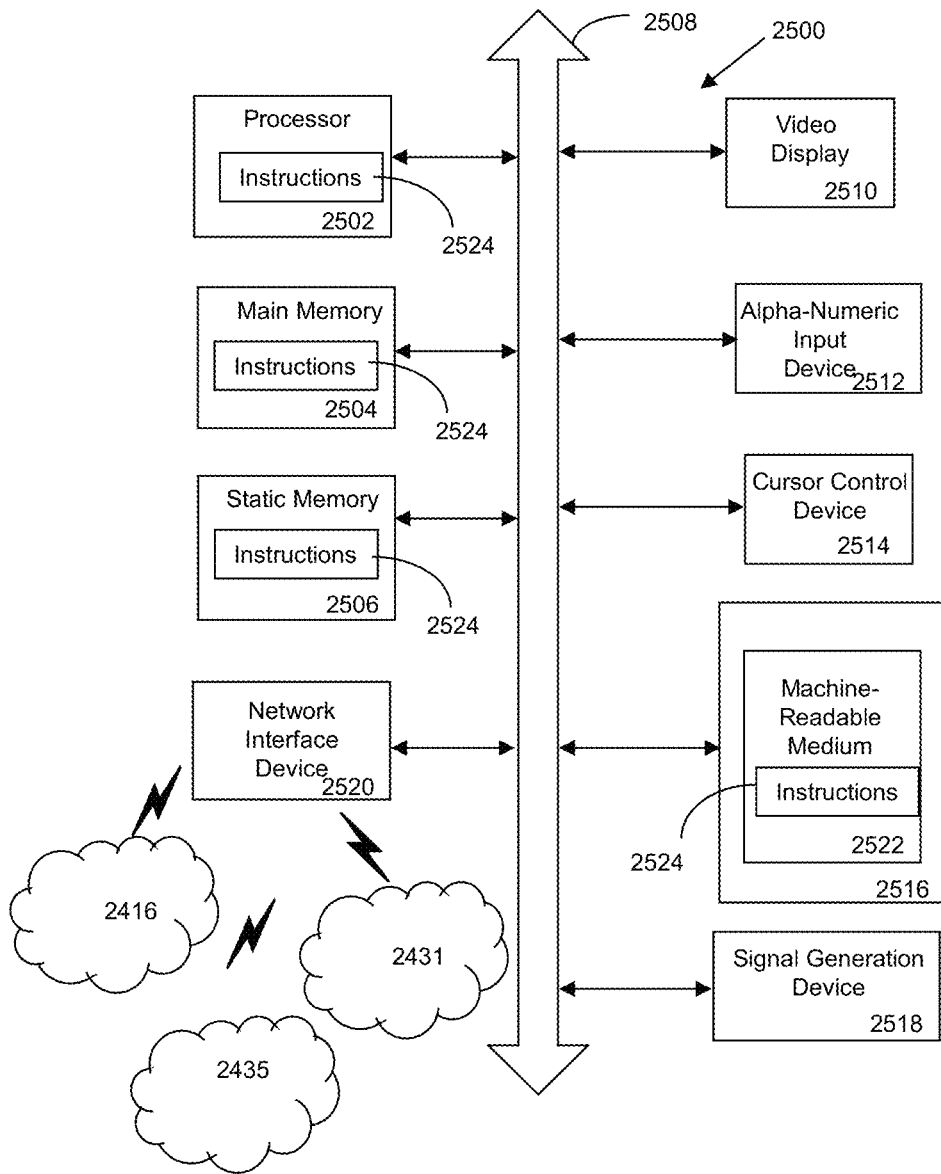 2508
2500
Processor
Instructions
2502
2524
Video
Display
2510
Main Memory
Instructions
2504
2524
Alpha-Numeric
Input
Device
2512
Static Memory
Instructions
2506
2524
Cursor Control
Device
2514
Network
Interface
Device
2520
Machine-
Readable
Medium
Instructions
2522
2524
2516
2416
2431
2435
Signal Generation
Device
2518